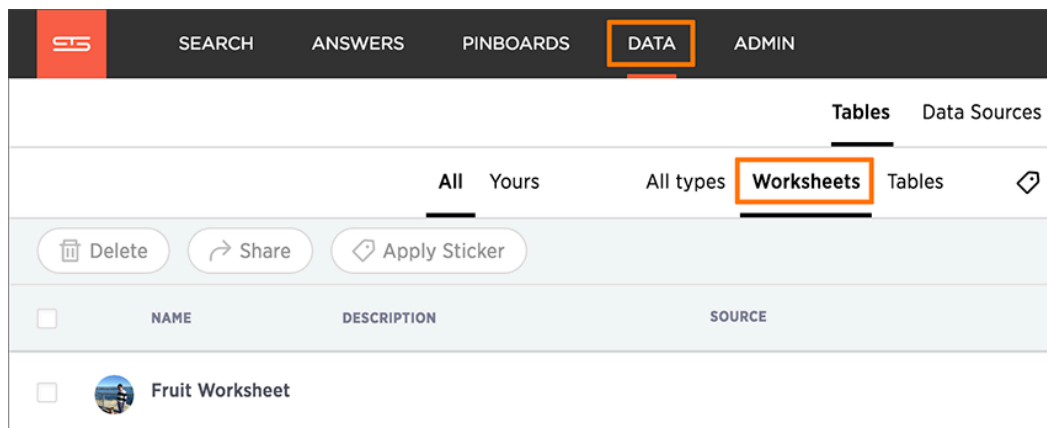 SEARCH ANSWERS PINBOARDS DATA ADMIN
Tables Data Sources
All Yours All types Worksheets Tables
Delete Share Apply Sticker
NAME DESCRIPTION SOURCE
Fruit Worksheet